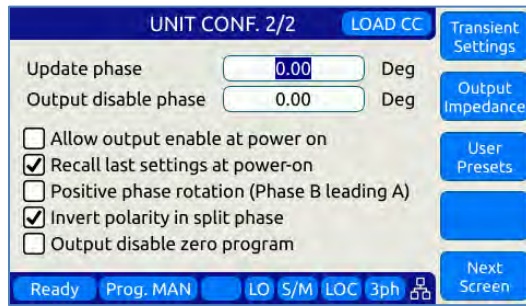 UNIT CONF. 2/2
LOAD CC
Update phase 0.00 Deg
Output disable phase 0.00 Deg
Allow output enable at power on
Recall last settings at power-on
Positive phase rotation (Phase B leading A)
Invert polarity in split phase
Output disable zero program
Transient
Settings
Output
Impedance
User
Presets
Next
Screen
Ready Prog. MAN LO S/M LOC 3ph